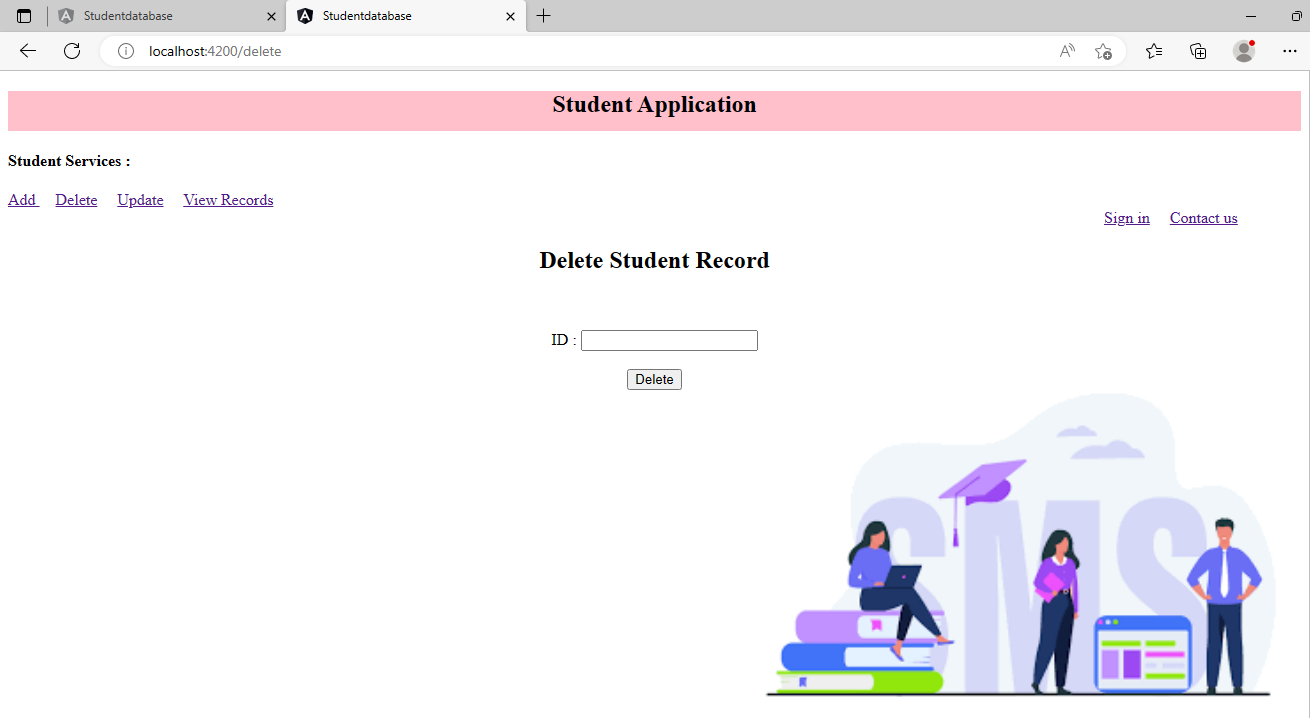 Studentdatabase
Studentdatabase
localhost:4200/delete
Student Application
Student Services :
Add Delete Update View Records
Sign in Contact us
Delete Student Record
ID :
Delete
SMS